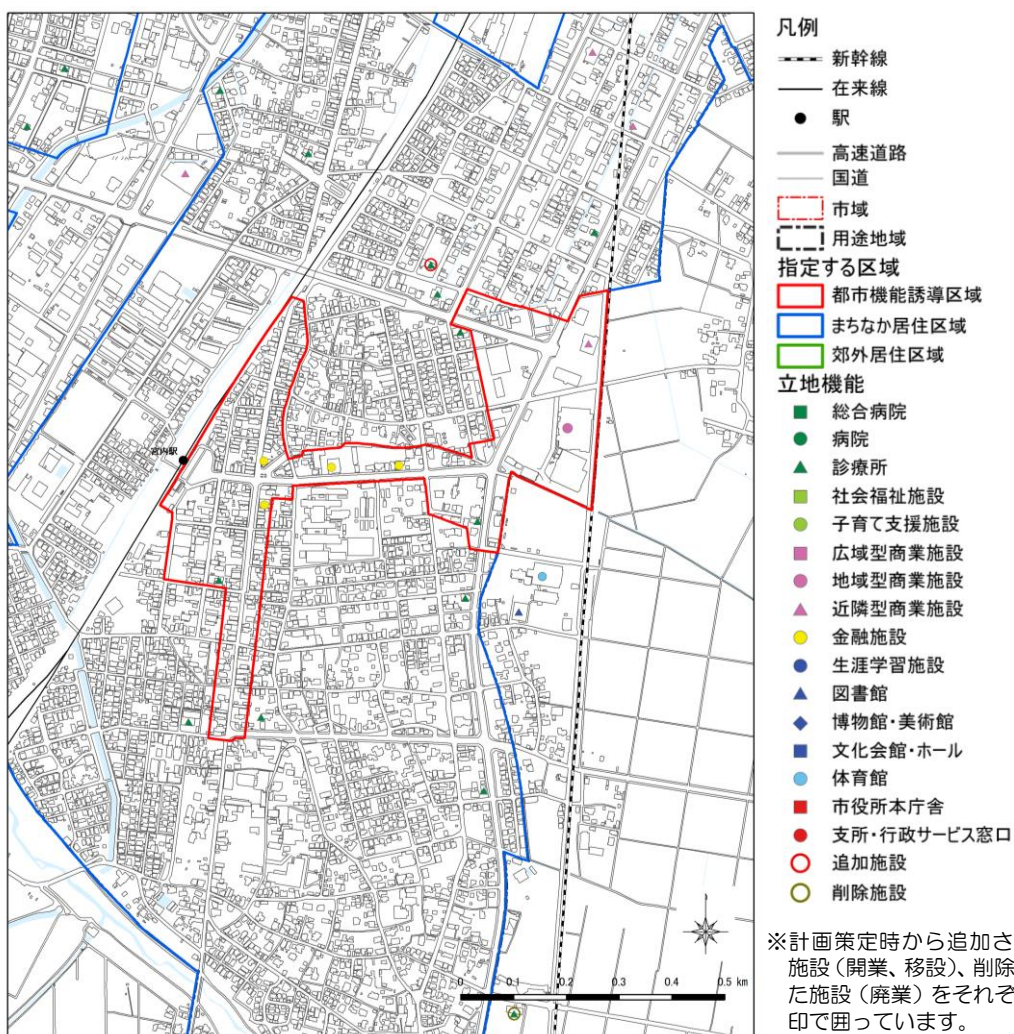 凡例
新幹線
在来線
駅
高速道路
国道
市域
用途地域
指定する区域
都市機能誘導区域
まちなか居住区域
郊外居住区域
立地機能
総合病院
病院
診療所
社会福祉施設
子育て支援施設
広域型商業施設
地域型商業施設
近隣型商業施設
金融施設
生涯学習施設
図書館
博物館・美術館
文化会館・ホール
体育館
市役所本庁舎
支所・行政サービス窓口
追加施設
削除施設
※計画策定時から追加さ
施設（開業、移設）、削除
た施設（廃業）をそれぞ
印で囲っています。
宮内駅
0 0.1 0.2 0.3 0.4 0.5 km